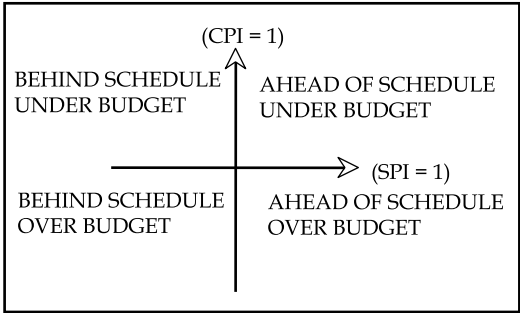 (CPI = 1)
BEHIND SCHEDULE
UNDER BUDGET
AHEAD OF SCHEDULE
UNDER BUDGET
(SPI = 1)
BEHIND SCHEDULE
OVER BUDGET
AHEAD OF SCHEDULE
OVER BUDGET